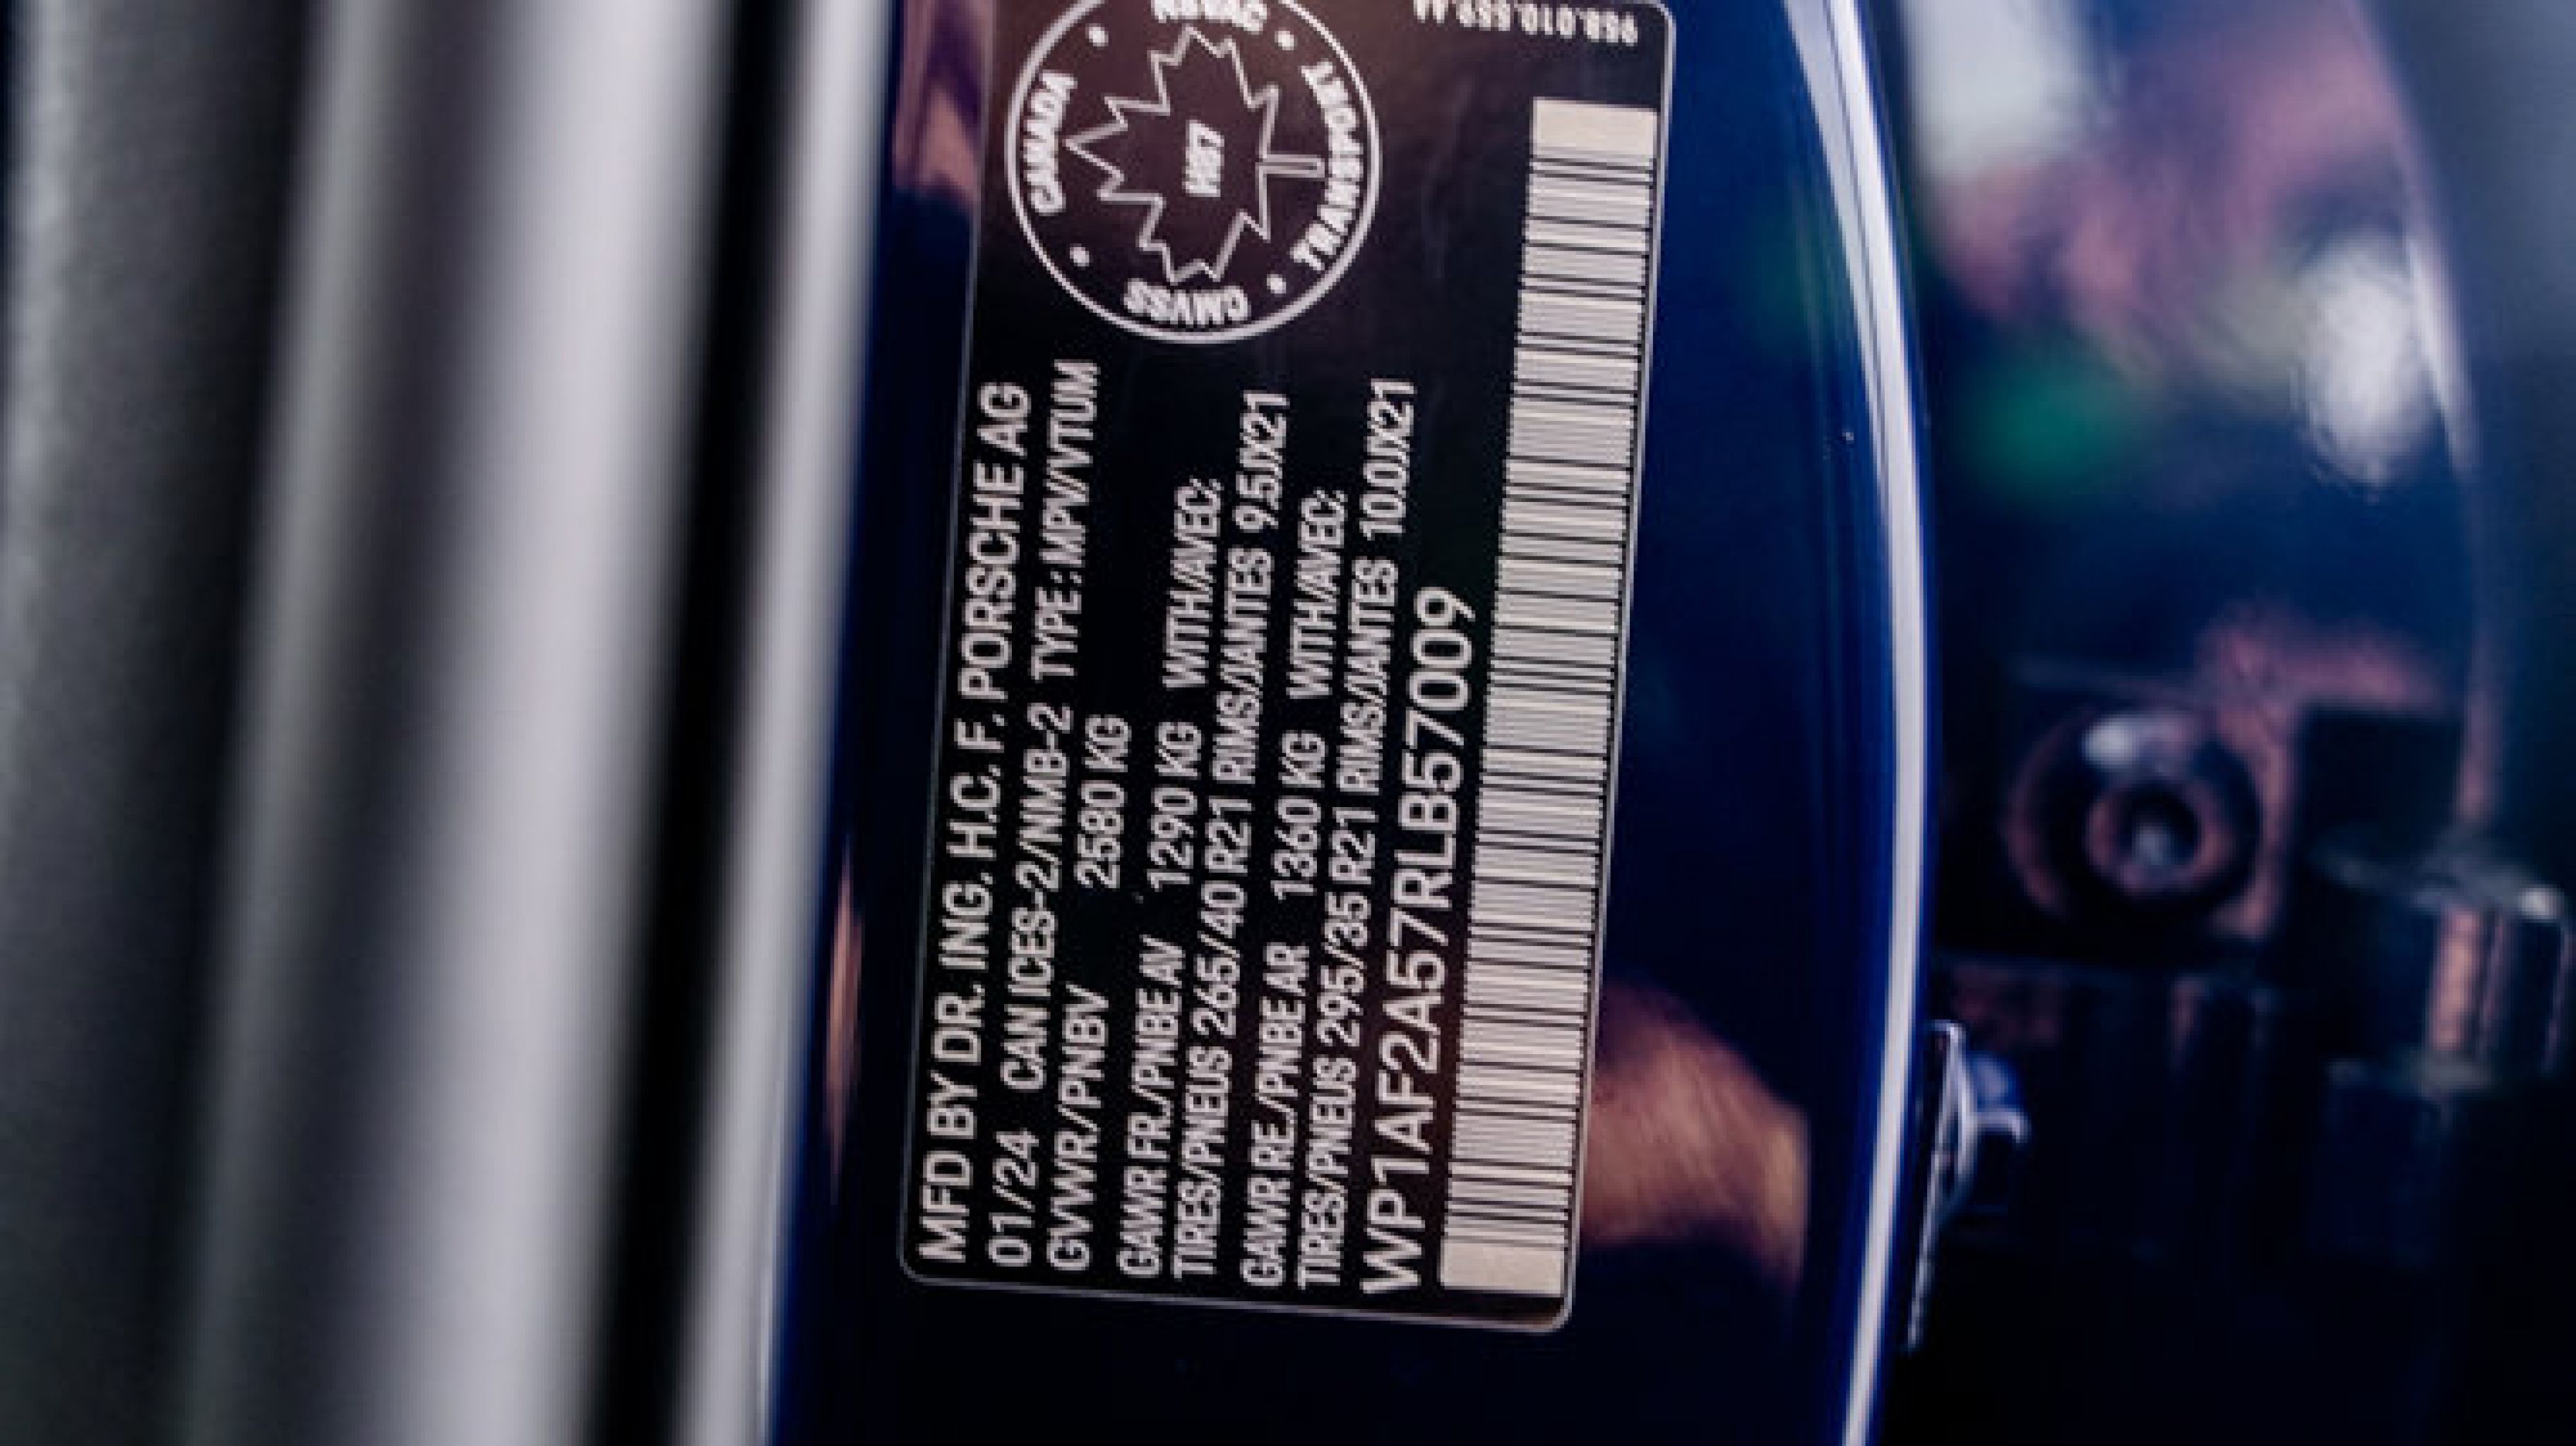 MFD BY DR. ING. H.C. F. PORSCHE AG
01/24 CAN ICES-2/NMB-2 TYPE: MPV/VTUM
GVWR/PNBV 2580 KG
GAWR FR./PNBE AV 1290 KG WITH/AVEC:
TIRES/PNEUS 265/40 R21 RIMS/JANTES 9.5JX21
GAWR RE./PNBE AR 1360 KG WITH/AVEC:
TIRES/PNEUS 295/35 R21 RIMS/JANTES 10.0JX21
WP1AF2A57RLB57009
CANADA
TRANSPORT
CMVSS